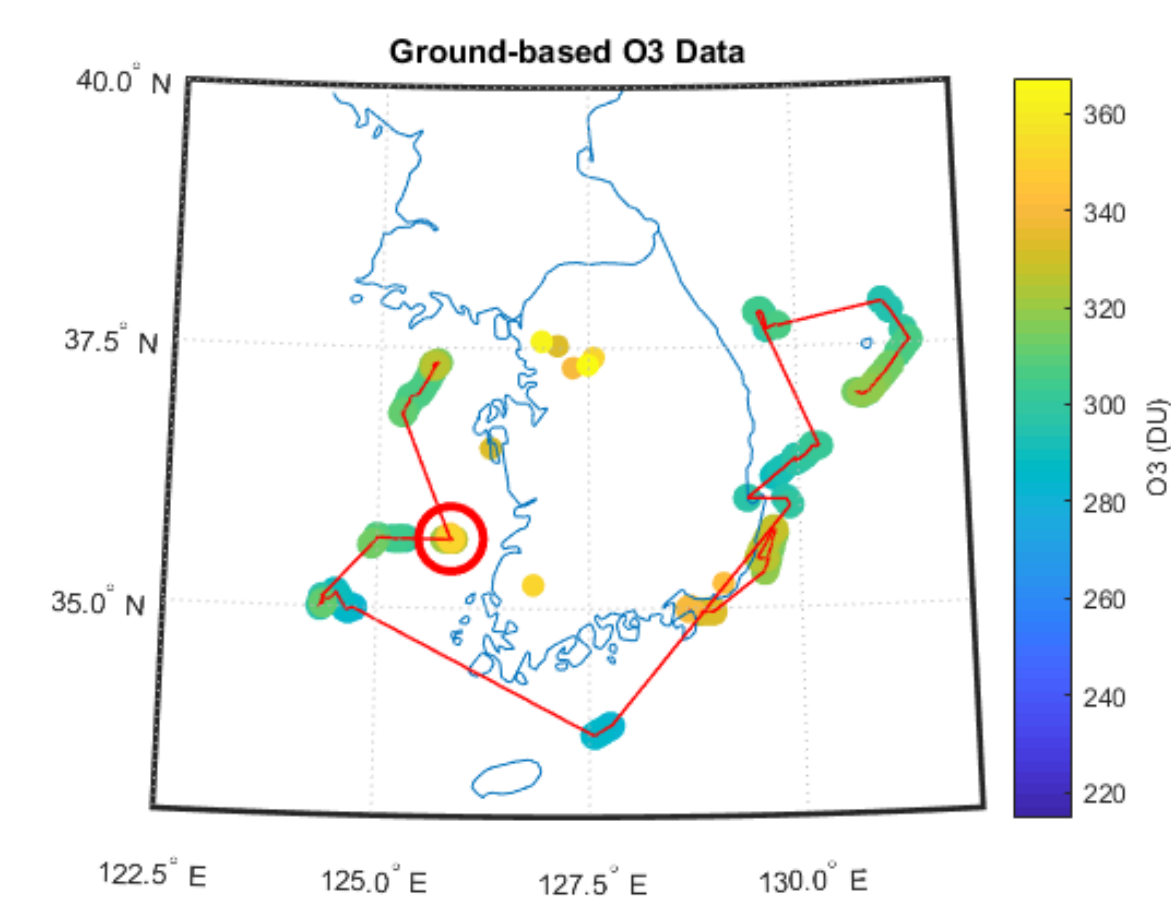 Ground-based O3 Data
40.0° N
37.5° N
35.0° N
122.5° E
125.0° E
127.5° E
130.0° E
360
340
320
300
280
260
240
220
O3 (DU)